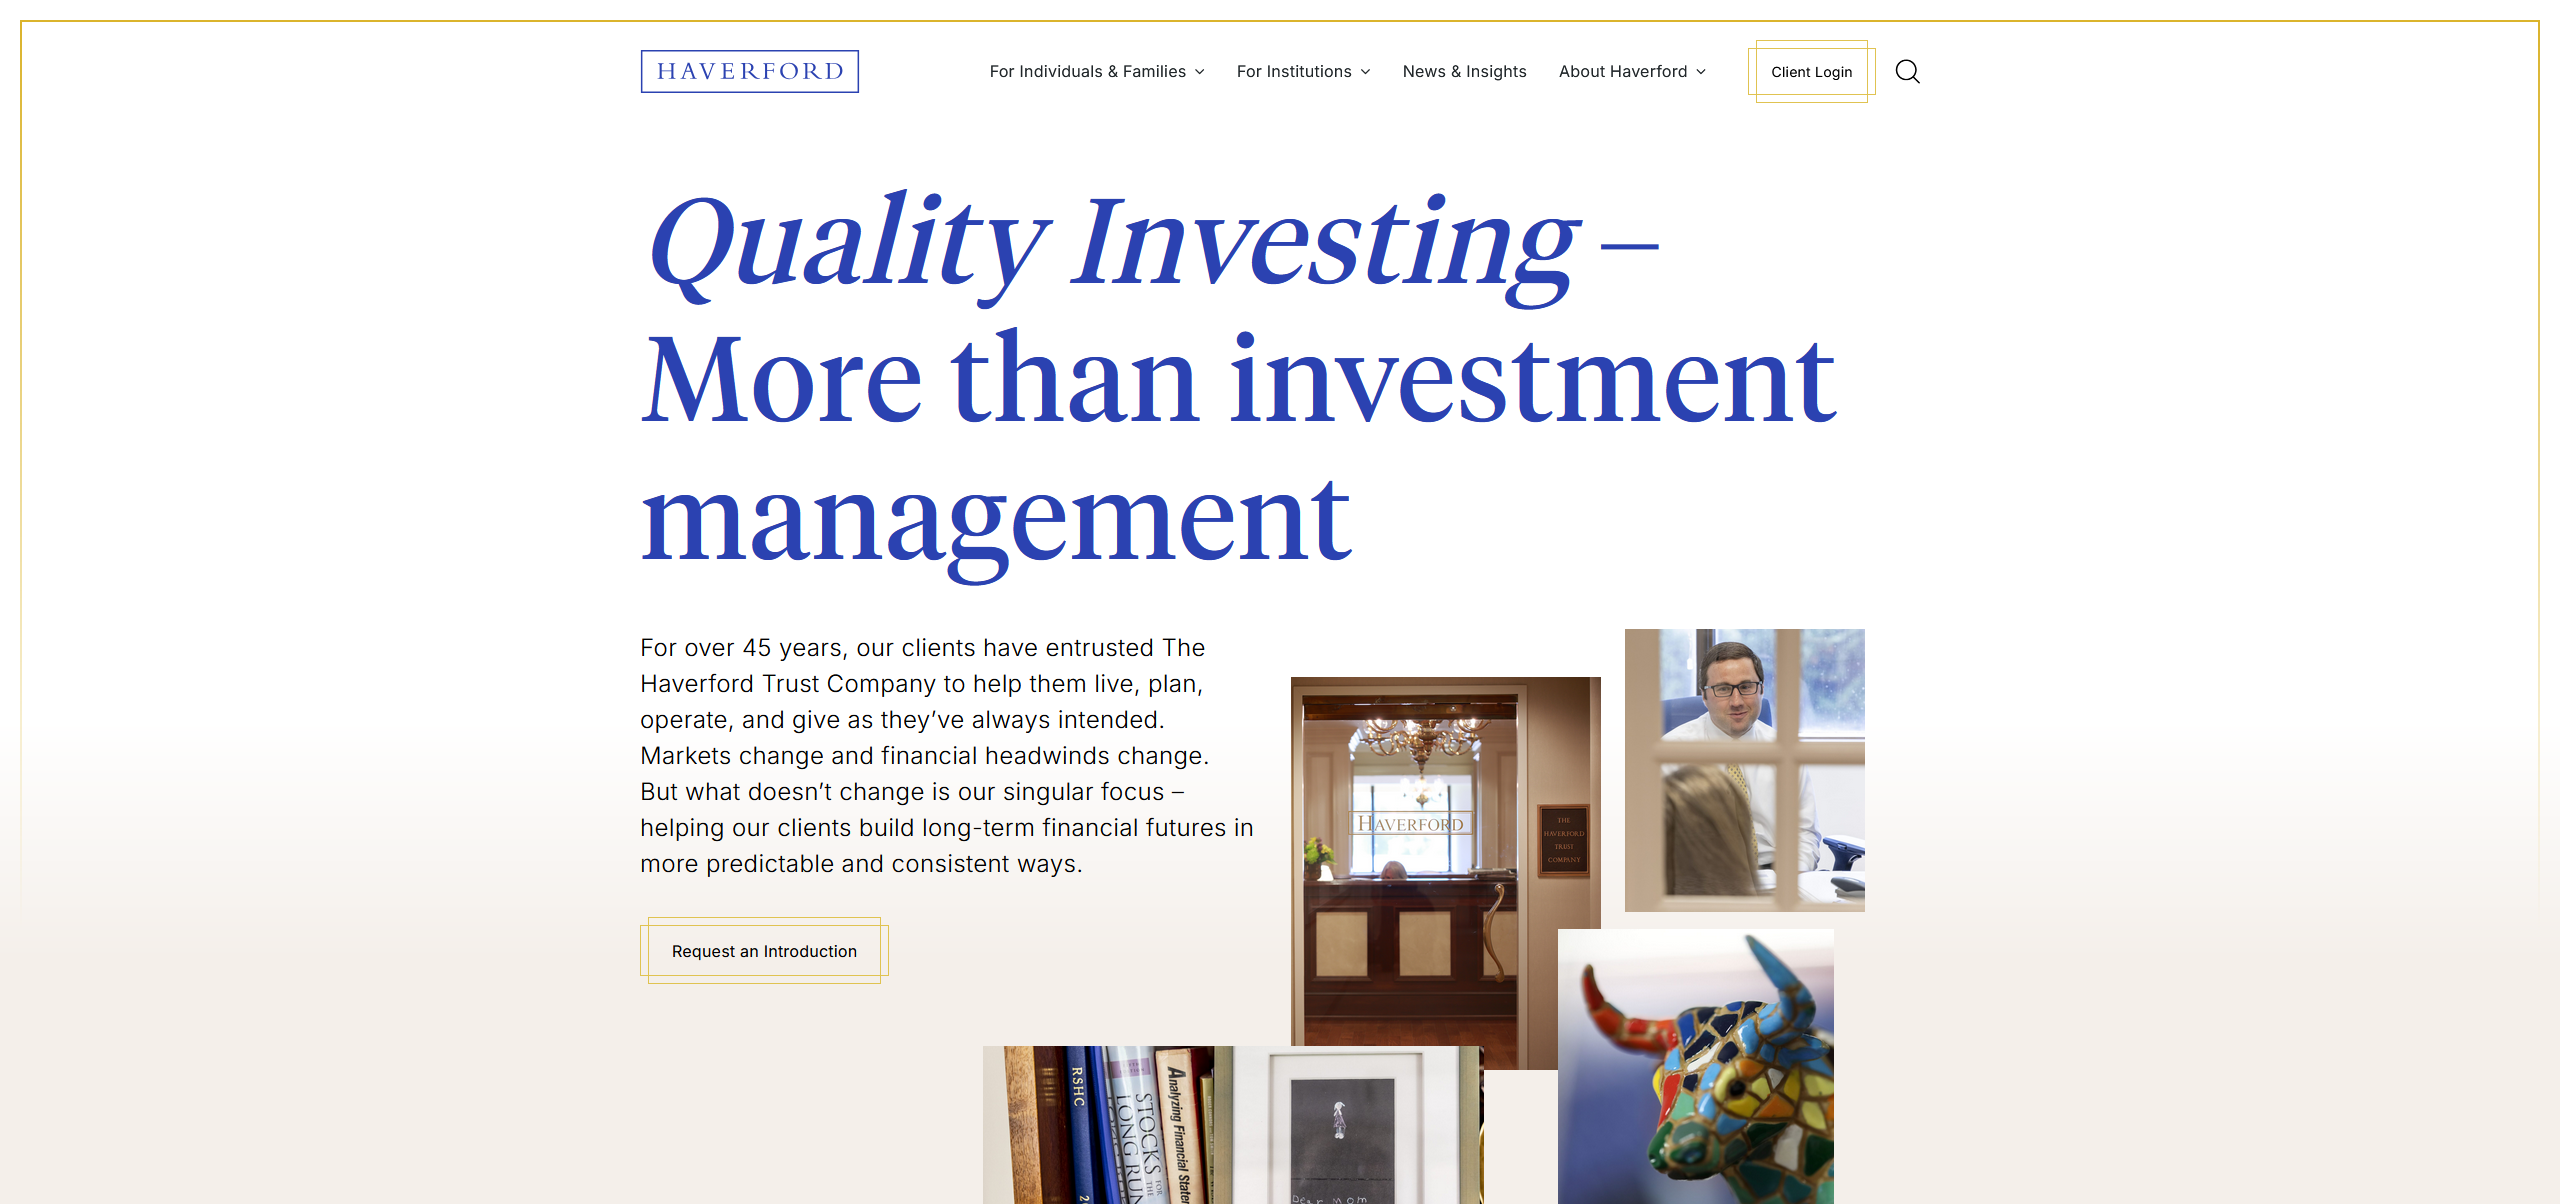 HAVERFORD
For Individuals & Families
For Institutions
News & Insights
About Haverford
Client Login
Quality Investing –
More than investment
management
For over 45 years, our clients have entrusted The
Haverford Trust Company to help them live, plan,
operate, and give as they’ve always intended.
Markets change and financial headwinds change.
But what doesn’t change is our singular focus –
helping our clients build long-term financial futures in
more predictable and consistent ways.
Request an Introduction
HAVERFORD
THE
HAVERFORD
TRUST
COMPANY
RSHC
STOCKS
FOR
THE
LONG RUN
Analyzing Financial
Dear Mom